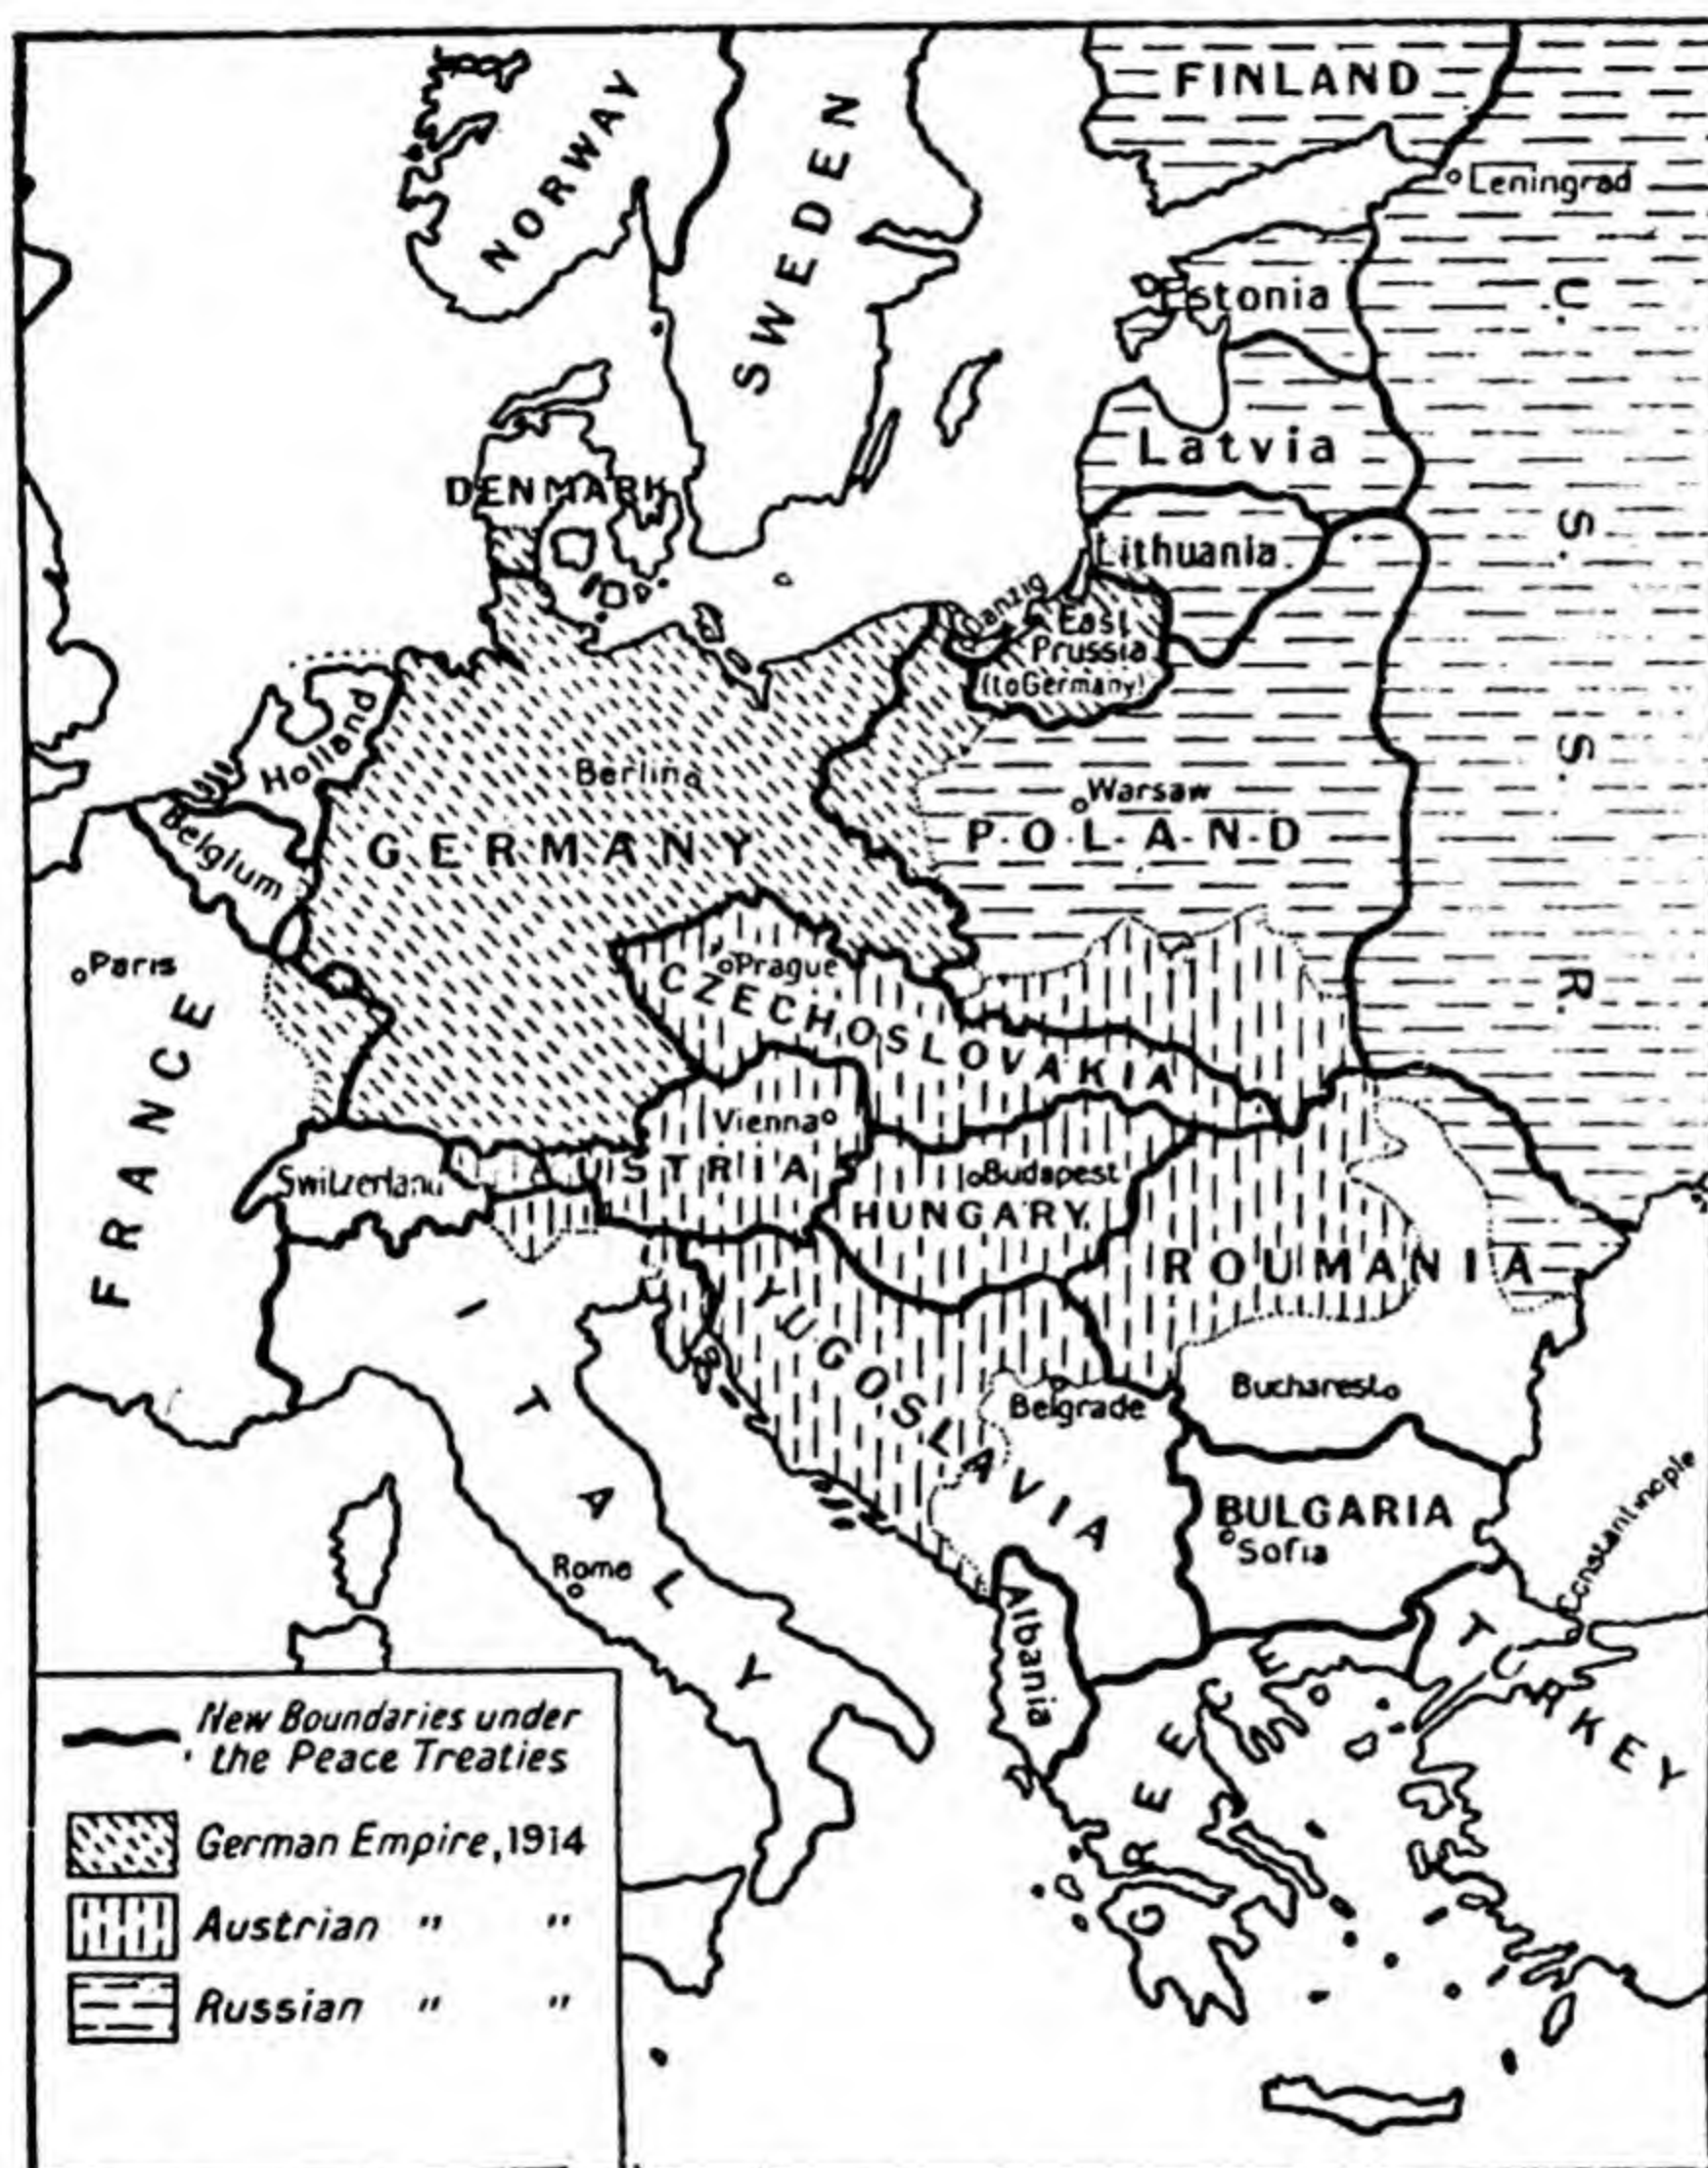 FINLAND
NORWAY
SWEDEN
Leningrad
Estonia
U. S. S. R.
Latvia
DENMARK
Lithuania
Danzig
East
Prussia
(to Germany)
Holland
Berlin
Warsaw
Belgium
GERMANY
P.O.L.A.N.D
Paris
Prague
CZECHOSLOVAKIA
FRANCE
Vienna
AUSTRIA
Switzerland
Budapest
HUNGARY
ROUMANIA
ITALY
YUGOSLAVIA
Belgrade
Bucharest
BULGARIA
Sofia
Constantinople
Rome
Albania
TURKEY
GREECE
New Boundaries under
the Peace Treaties
German Empire, 1914
Austrian " "
Russian " "